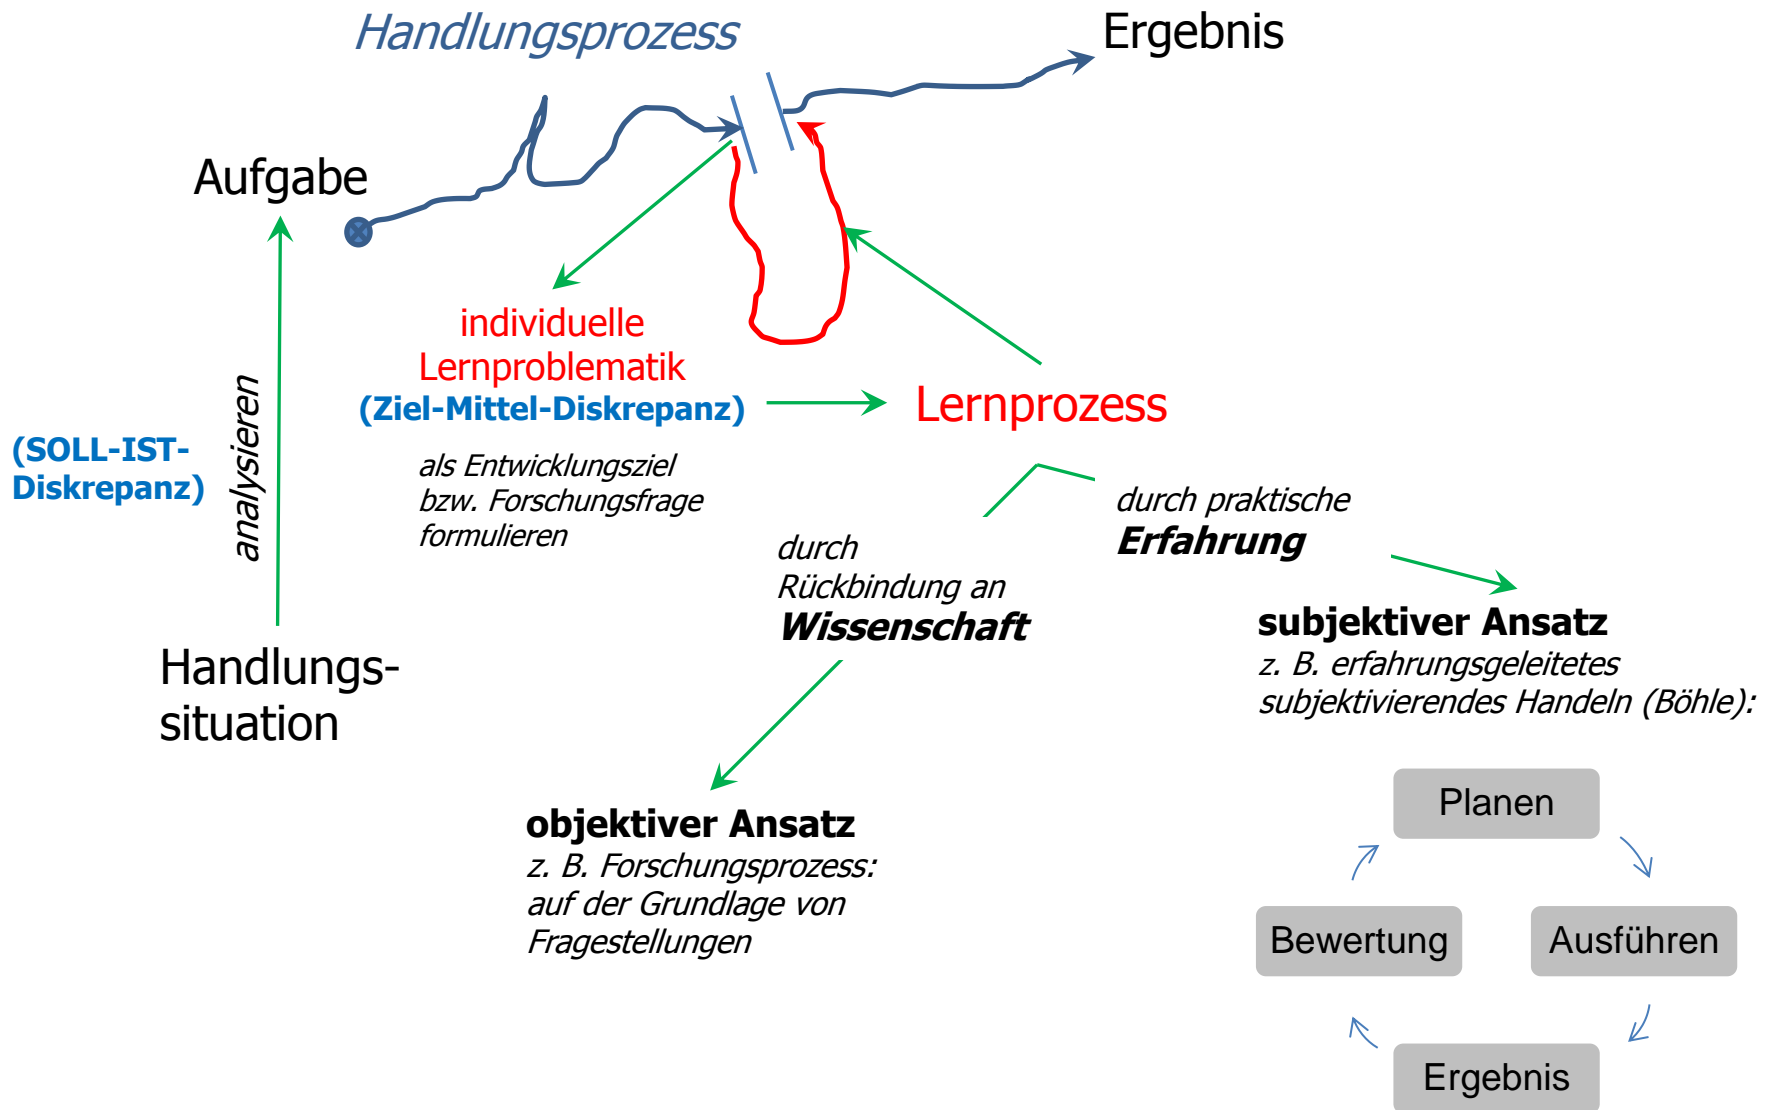 Handlungsprozess
Ergebnis
Aufgabe
individuelle
Lernproblematik
(Ziel-Mittel-Diskrepanz)
Lernprozess
(SOLL-IST-
Diskrepanz)
analysieren
als Entwicklungsziel
bzw. Forschungsfrage
formulieren
durch praktische
Erfahrung
durch
Rückbindung an
Wissenschaft
Handlungs-
situation
subjektiver Ansatz
z. B. erfahrungsgeleitetes
subjektivierendes Handeln (Böhle):
objektiver Ansatz
z. B. Forschungsprozess:
auf der Grundlage von
Fragestellungen
Planen
Bewertung
Ausführen
Ergebnis